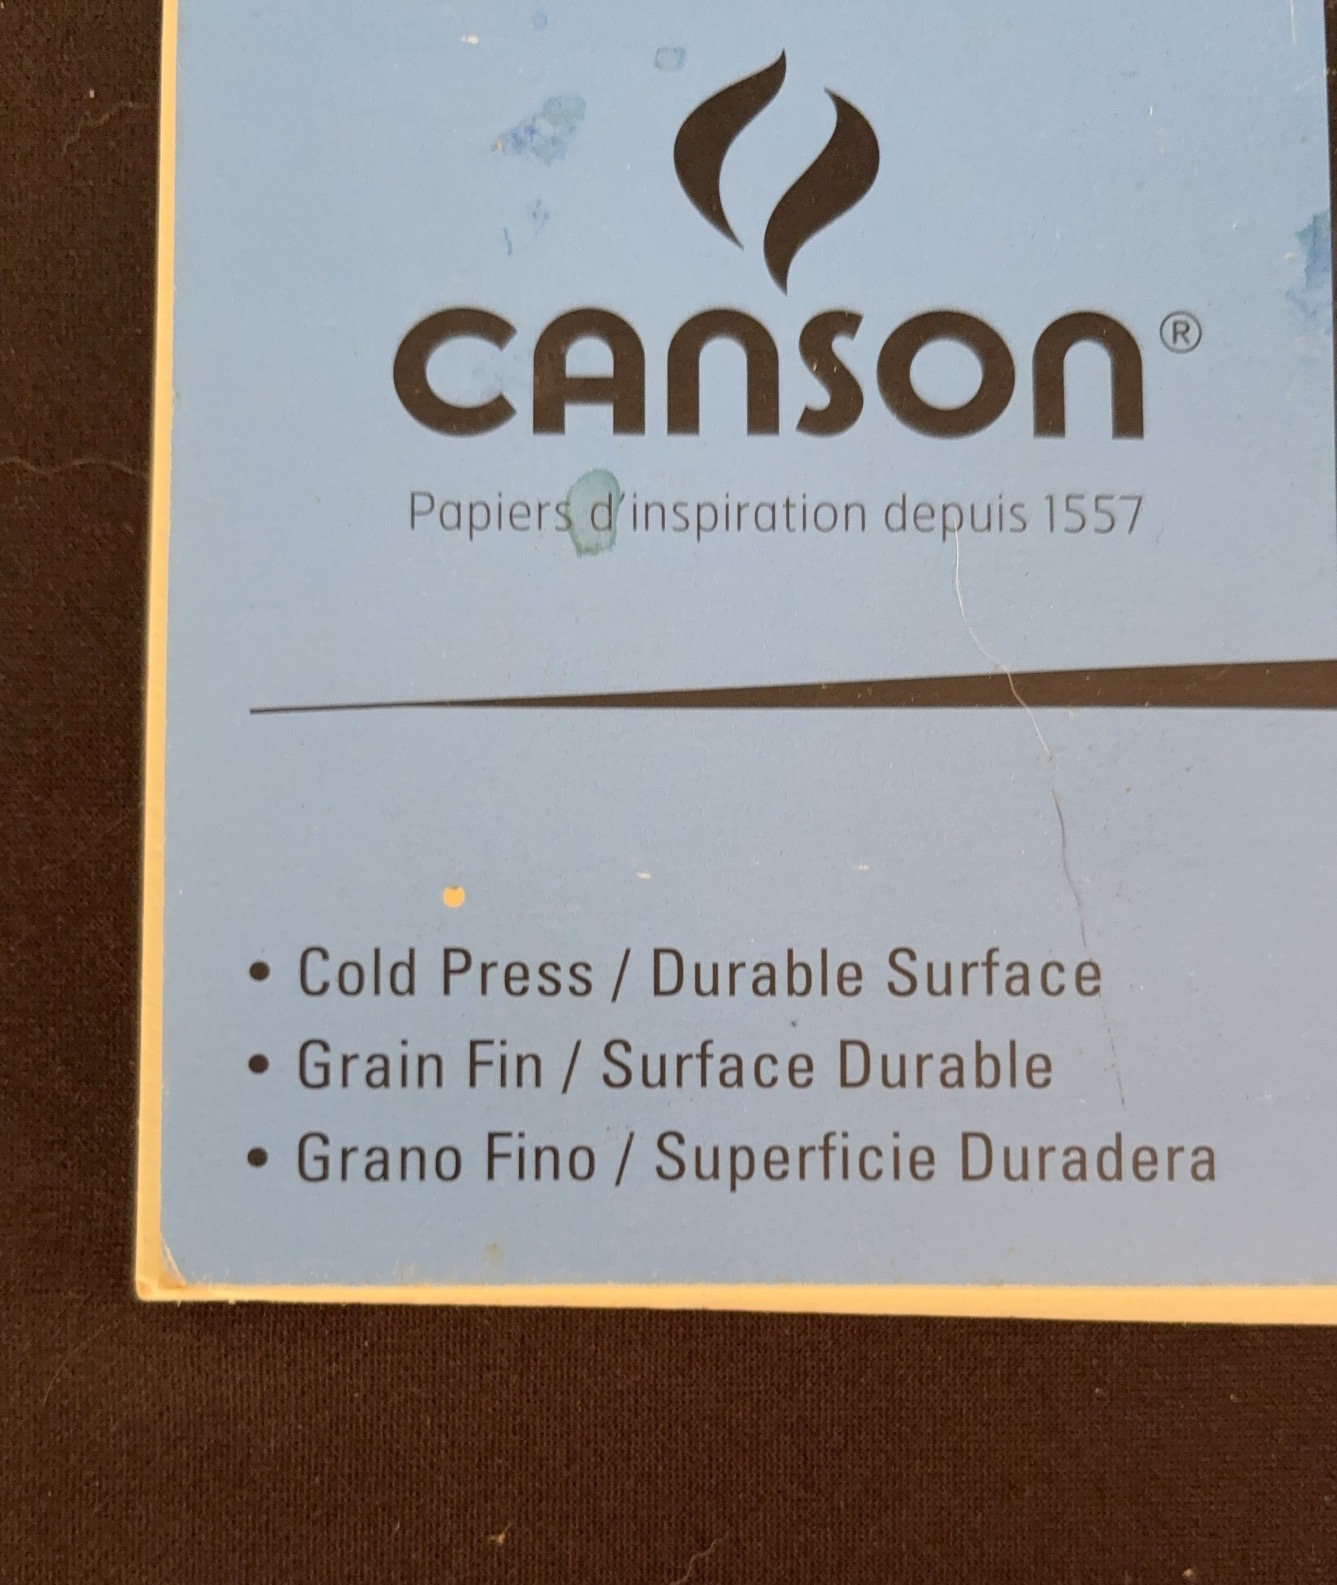 CANSON®
Papiers d'inspiration depuis 1557
• Cold Press / Durable Surface
• Grain Fin / Surface Durable
• Grano Fino / Superficie Duradera